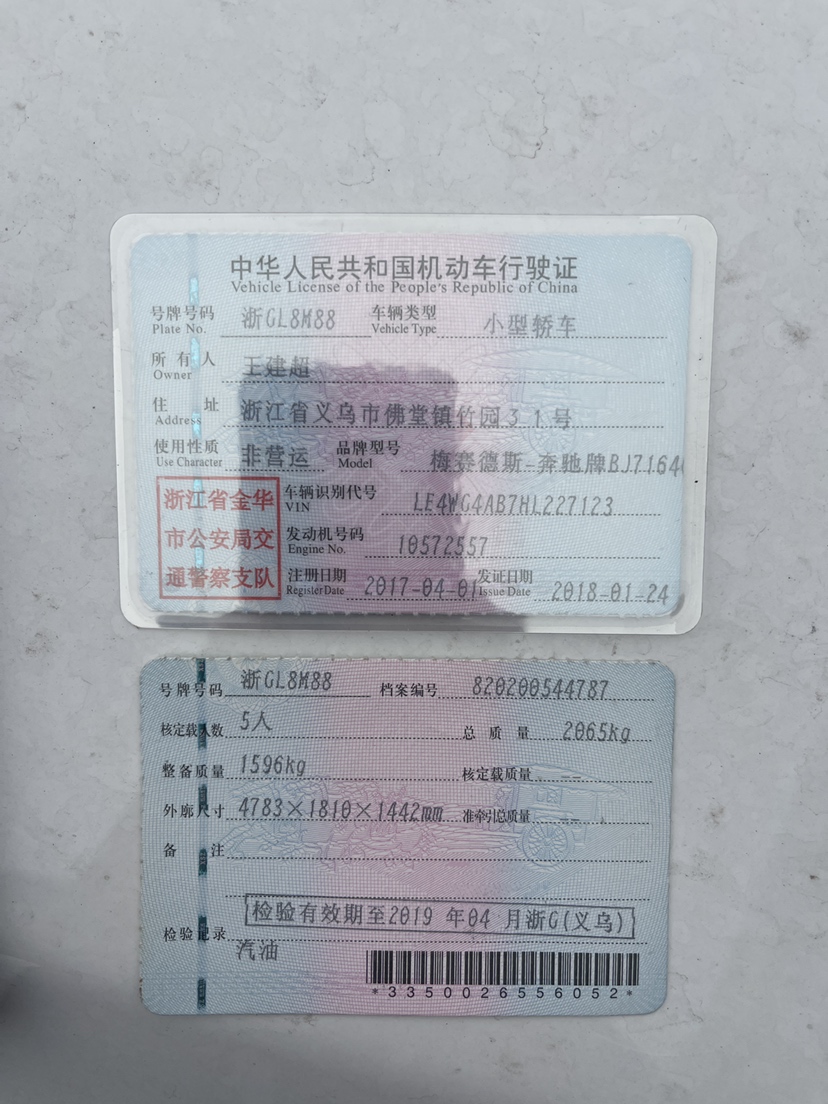 中华人民共和国机动车行驶证
Vehicle License of the People's Republic of China
号牌号码 Plate No. 浙GL8M88 车辆类型 Vehicle Type 小型轿车
所有人 Owner 王建超
住址 Address 浙江省义乌市佛堂镇竹园31号
使用性质 Use Character 非营运 品牌型号 Model 梅赛德斯-奔驰牌BJ7164
浙江省金华
市公安局交
通警察支队
车辆识别代号 VIN LE4WG4AB7HL227123
发动机号码 Engine No. 10572557
注册日期 Register Date 2017-04-01 发证日期 Issue Date 2018-01-24
号牌号码 浙GL8M88 档案编号 820200544787
核定载人数 5人 总质量 2065kg
整备质量 1596kg 核定载质量 --
外廓尺寸 4783×1810×1442mm 准牵引总质量 --
备注
检验记录 检验有效期至2019年04月浙G(义乌)
汽油
*3350026556052*